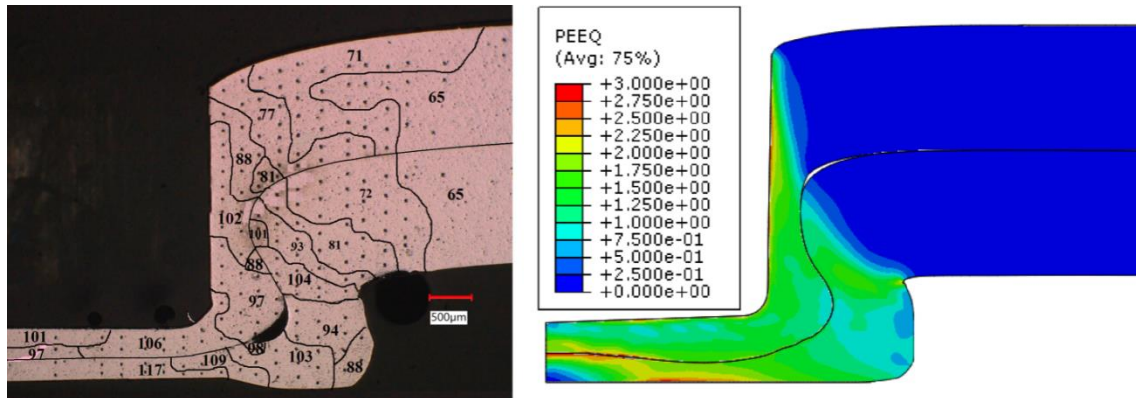 71
65
77
88
81
72
65
102
101
93
81
88
104
97
101
106
97
94
98
103
109
117
88
500µm
PEEQ
(Avg: 75%)
+3.000e+00
+2.750e+00
+2.500e+00
+2.250e+00
+2.000e+00
+1.750e+00
+1.500e+00
+1.250e+00
+1.000e+00
+7.500e-01
+5.000e-01
+2.500e-01
+0.000e+00